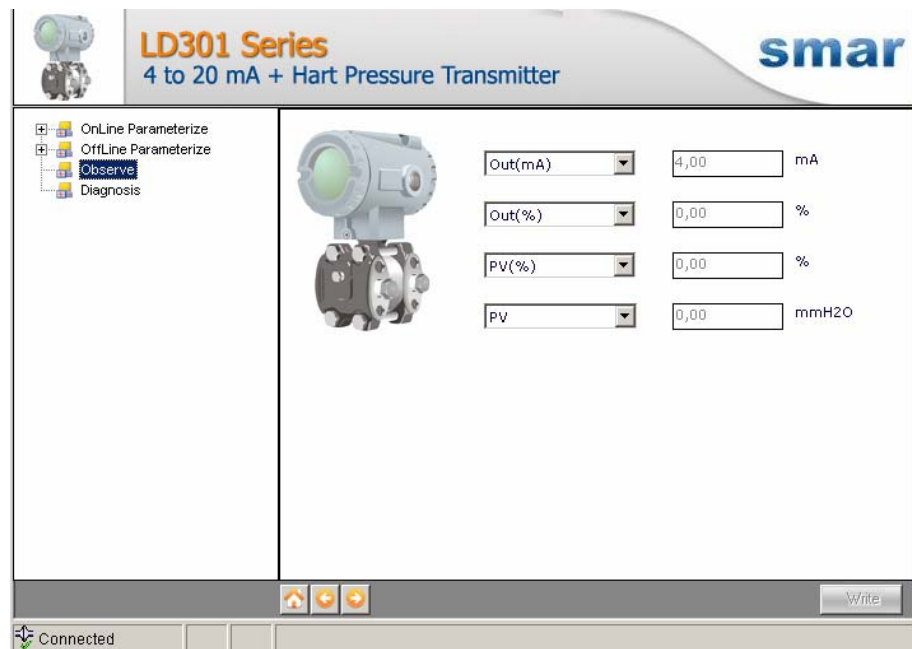 LD301 Series
smar
4 to 20 mA + Hart Pressure Transmitter
OnLine Parameterize
OffLine Parameterize
Observe
Diagnosis
Out(mA) 4,00 mA
Out(%) 0,00 %
PV(%) 0,00 %
PV 0,00 mmH2O
Write
Connected